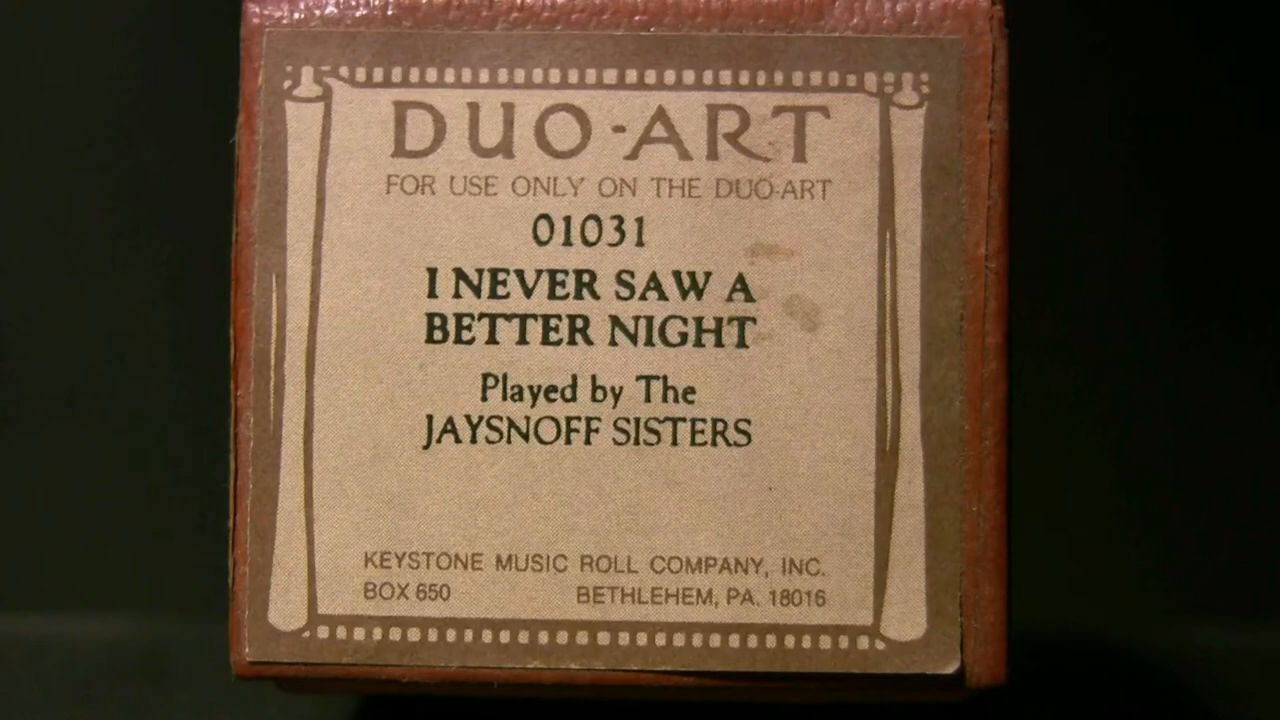 DUO-ART
FOR USE ONLY ON THE DUO-ART
01031
I NEVER SAW A
BETTER NIGHT
Played by The
JAYSNOFF SISTERS
KEYSTONE MUSIC ROLL COMPANY, INC.
BOX 650 BETHLEHEM, PA. 18016